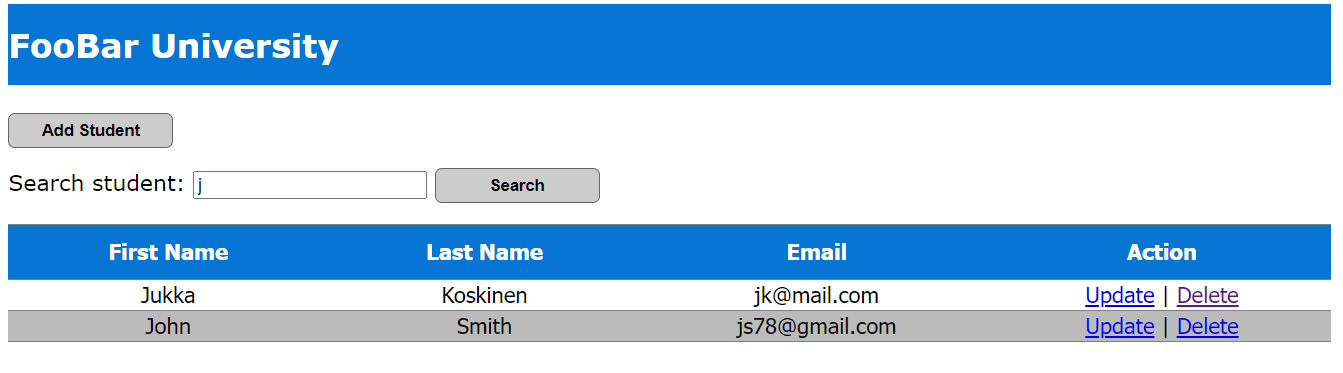 FooBar University
Add Student
Search student: j Search
First Name Last Name Email Action
Jukka Koskinen jk@mail.com Update | Delete
John Smith js78@gmail.com Update | Delete